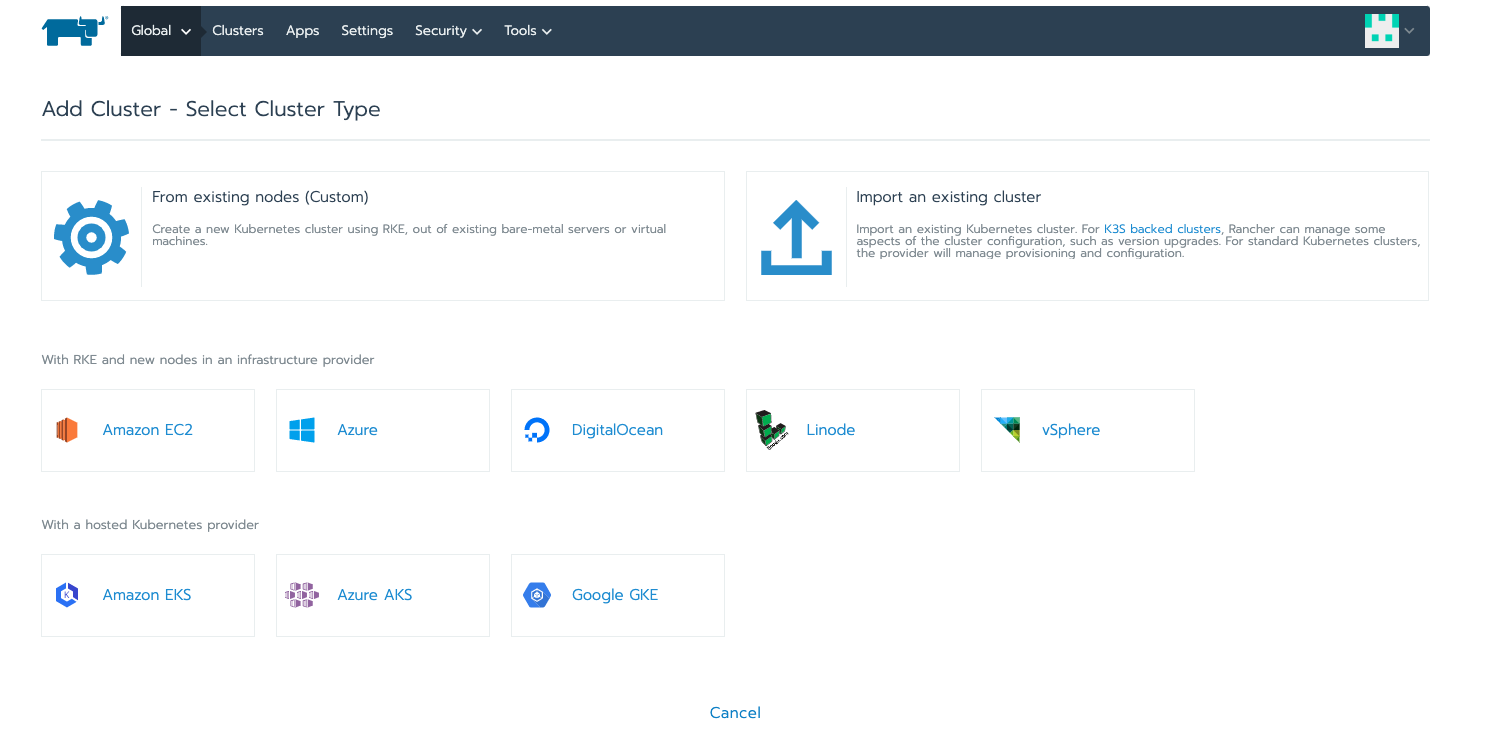 Global Clusters Apps Settings Security Tools
Add Cluster - Select Cluster Type
From existing nodes (Custom)
Create a new Kubernetes cluster using RKE, out of existing bare-metal servers or virtual
machines.
Import an existing cluster
Import an existing Kubernetes cluster. For K3S backed clusters, Rancher can manage some
aspects of the cluster configuration, such as version upgrades. For standard Kubernetes clusters,
the provider will manage provisioning and configuration.
With RKE and new nodes in an infrastructure provider
Amazon EC2
Azure
DigitalOcean
Linode
vSphere
With a hosted Kubernetes provider
Amazon EKS
Azure AKS
Google GKE
Cancel